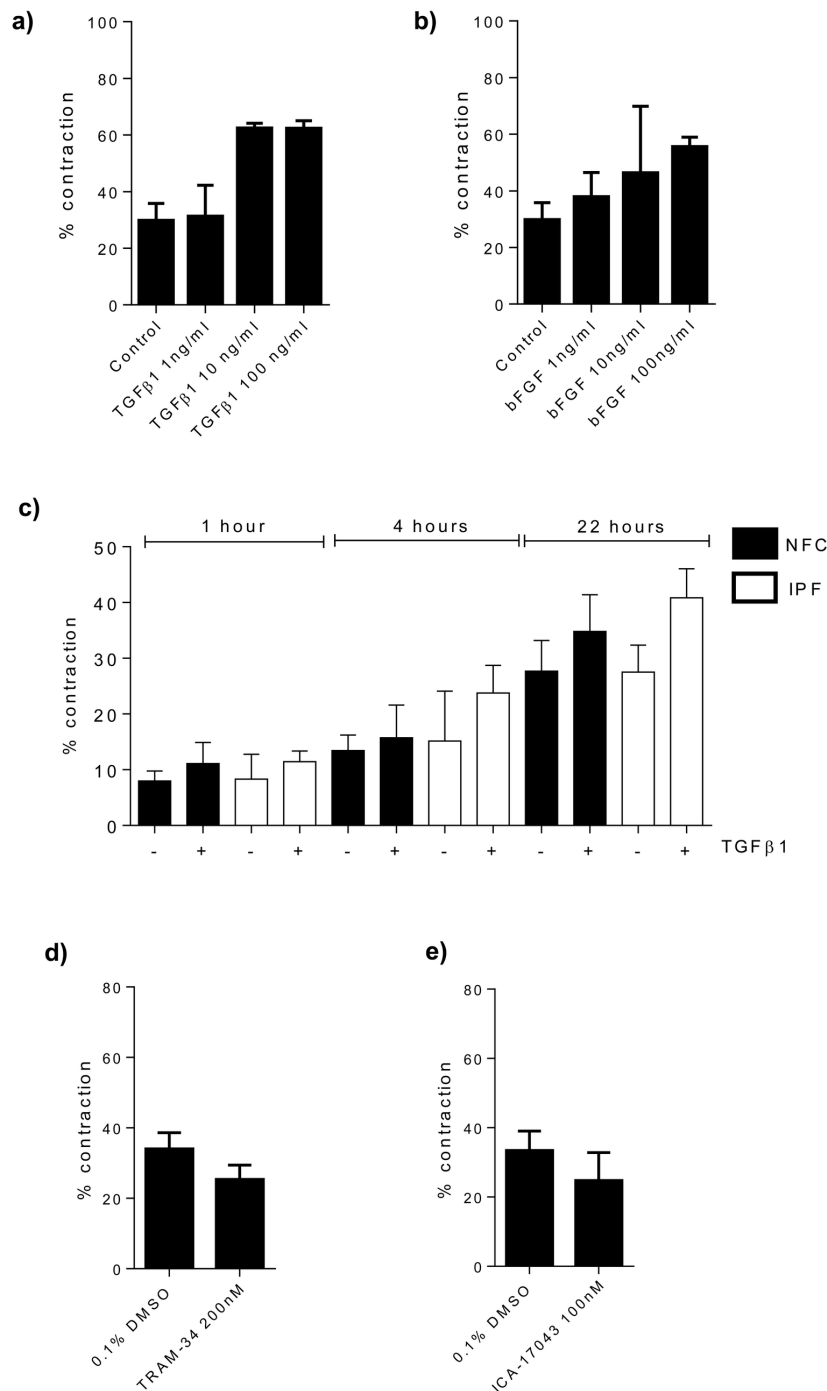 a)
% contraction
100
80
60
40
20
0
Control
TGFβ1 1ng/ml
TGFβ1 10 ng/ml
TGFβ1 100 ng/ml
b)
% contraction
100
80
60
40
20
0
Control
bFGF 1ng/ml
bFGF 10ng/ml
bFGF 100ng/ml
c)
1 hour 4 hours 22 hours
% contraction
50
40
30
20
10
0
- + - + - + - + - + - + TGFβ1
NFC
IPF
d)
% contraction
80
60
40
20
0
0.1% DMSO
TRAM-34 200nM
e)
% contraction
80
60
40
20
0
0.1% DMSO
ICA-17043 100nM